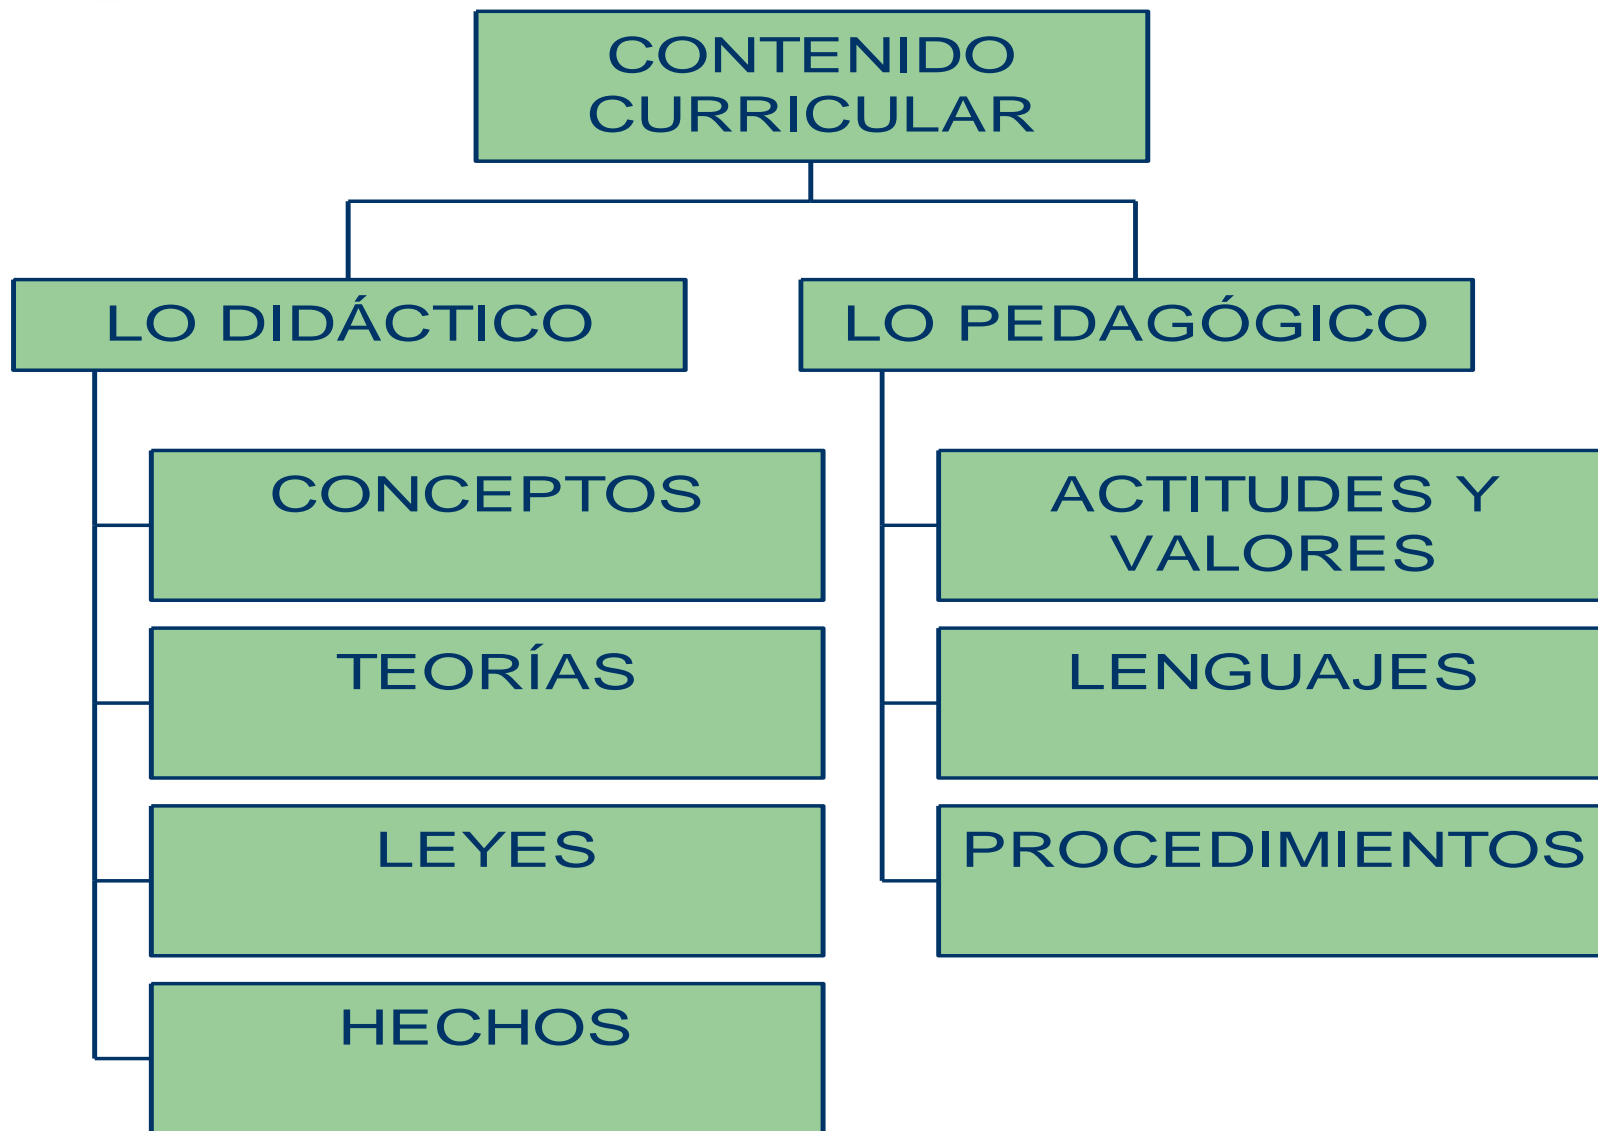 CONTENIDO
CURRICULAR
LO DIDÁCTICO
LO PEDAGÓGICO
CONCEPTOS
TEORÍAS
LEYES
HECHOS
ACTITUDES Y
VALORES
LENGUAJES
PROCEDIMIENTOS